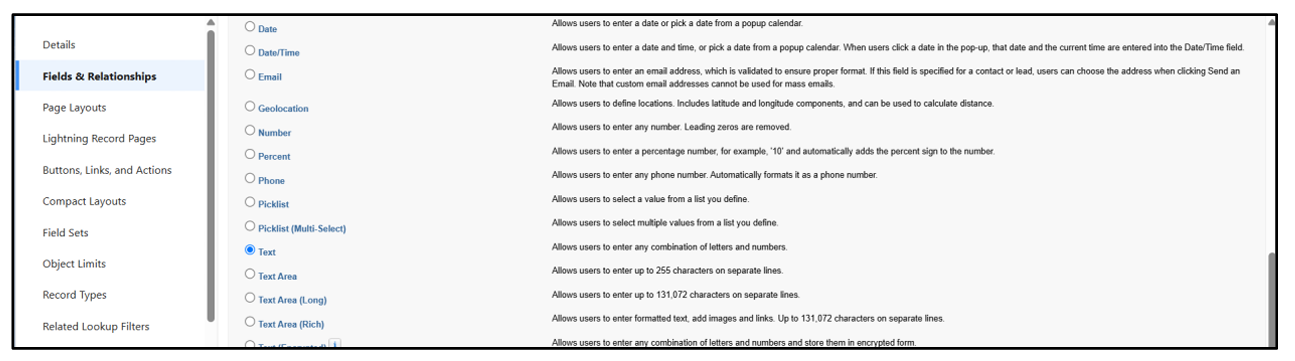 Details
Fields & Relationships
Page Layouts
Lightning Record Pages
Buttons, Links, and Actions
Compact Layouts
Field Sets
Object Limits
Record Types
Related Lookup Filters
Date Allows users to enter a date or pick a date from a popup calendar.
Date/Time Allows users to enter a date and time, or pick a date from a popup calendar. When users click a date in the pop-up, that date and the current time are entered into the Date/Time field.
Email Allows users to enter an email address, which is validated to ensure proper format. If this field is specified for a contact or lead, users can choose the address when clicking Send an
Email. Note that custom email addresses cannot be used for mass emails.
Geolocation Allows users to define locations. Includes latitude and longitude components, and can be used to calculate distance.
Number Allows users to enter any number. Leading zeros are removed.
Percent Allows users to enter a percentage number, for example, '10' and automatically adds the percent sign to the number.
Phone Allows users to enter any phone number. Automatically formats it as a phone number.
Picklist Allows users to select a value from a list you define.
Picklist (Multi-Select) Allows users to select multiple values from a list you define.
Text Allows users to enter any combination of letters and numbers.
Text Area Allows users to enter up to 255 characters on separate lines.
Text Area (Long) Allows users to enter up to 131,072 characters on separate lines.
Text Area (Rich) Allows users to enter formatted text, add images and links. Up to 131,072 characters on separate lines.
Text (Encrypted) i Allows users to enter any combination of letters and numbers and store them in encrypted form.